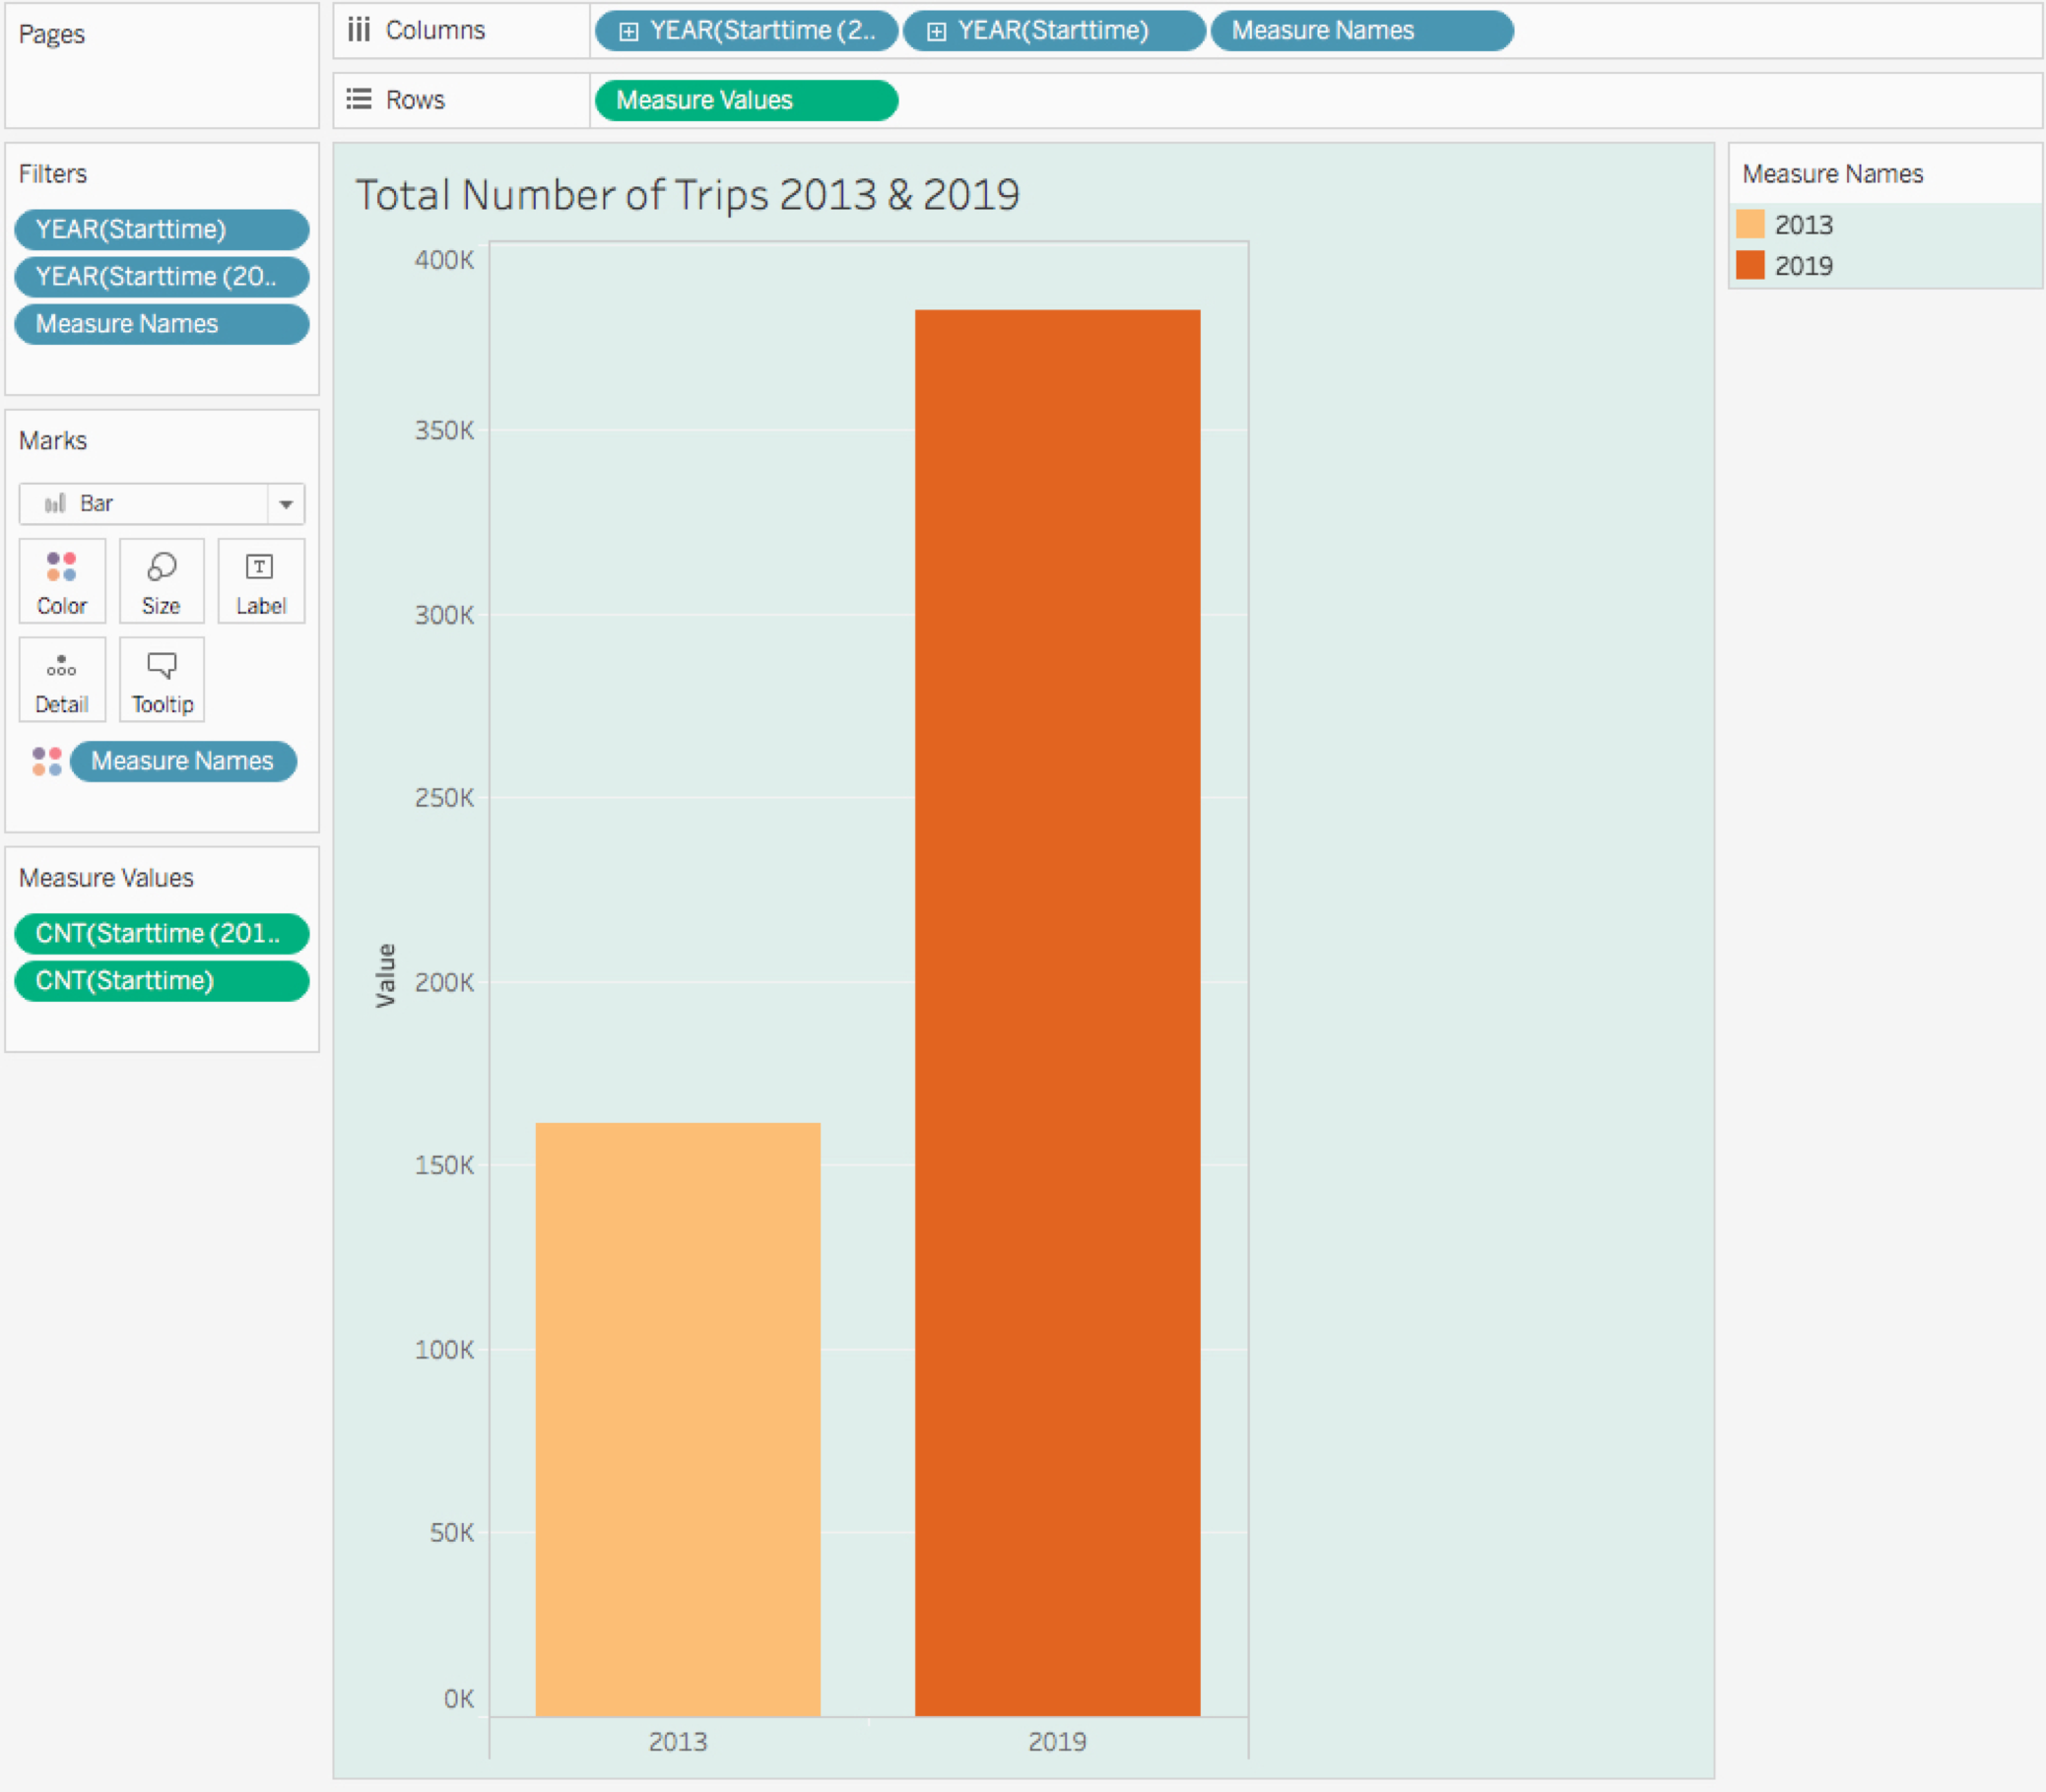 Pages
Columns
YEAR(Starttime (2..
YEAR(Starttime)
Measure Names
Rows
Measure Values
Filters
YEAR(Starttime)
YEAR(Starttime (20..
Measure Names
Marks
Bar
Color
Size
T
Label
Detail
Tooltip
Measure Names
Measure Values
CNT(Starttime (201..
CNT(Starttime)
Total Number of Trips 2013 & 2019
Value
400K
350K
300K
250K
200K
150K
100K
50K
0K
2013
2019
Measure Names
2013
2019